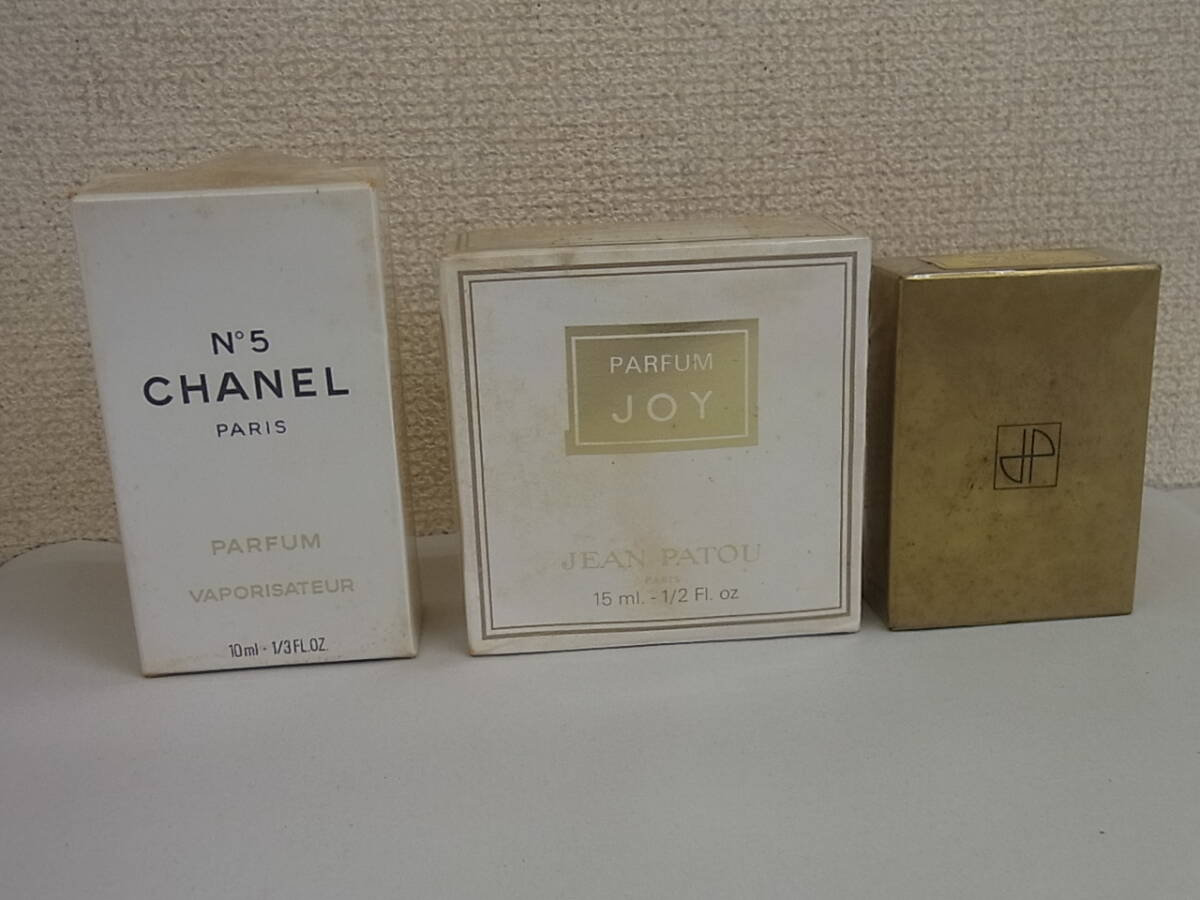 N°5
CHANEL
PARIS
PARFUM
VAPORISATEUR
10ml - 1/3 FL.OZ.
PARFUM
JOY
JEAN PATOU
PARIS
15 ml. - 1/2 Fl. oz
JP